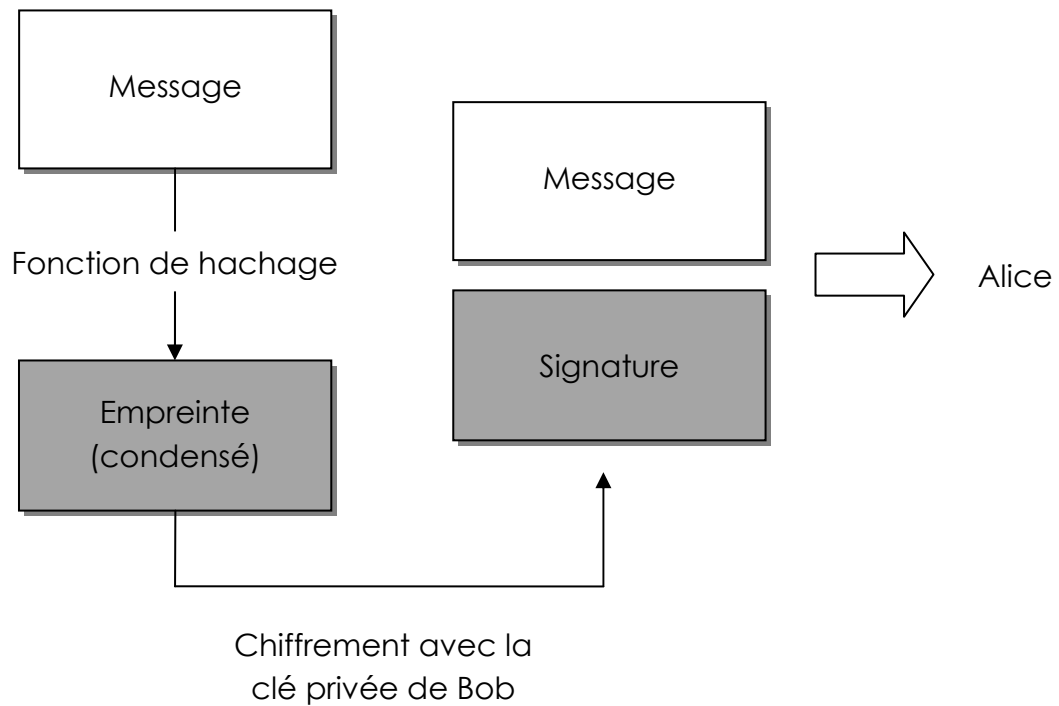 Message
Fonction de hachage
Empreinte
(condensé)
Chiffrement avec la
clé privée de Bob
Message
Signature
Alice